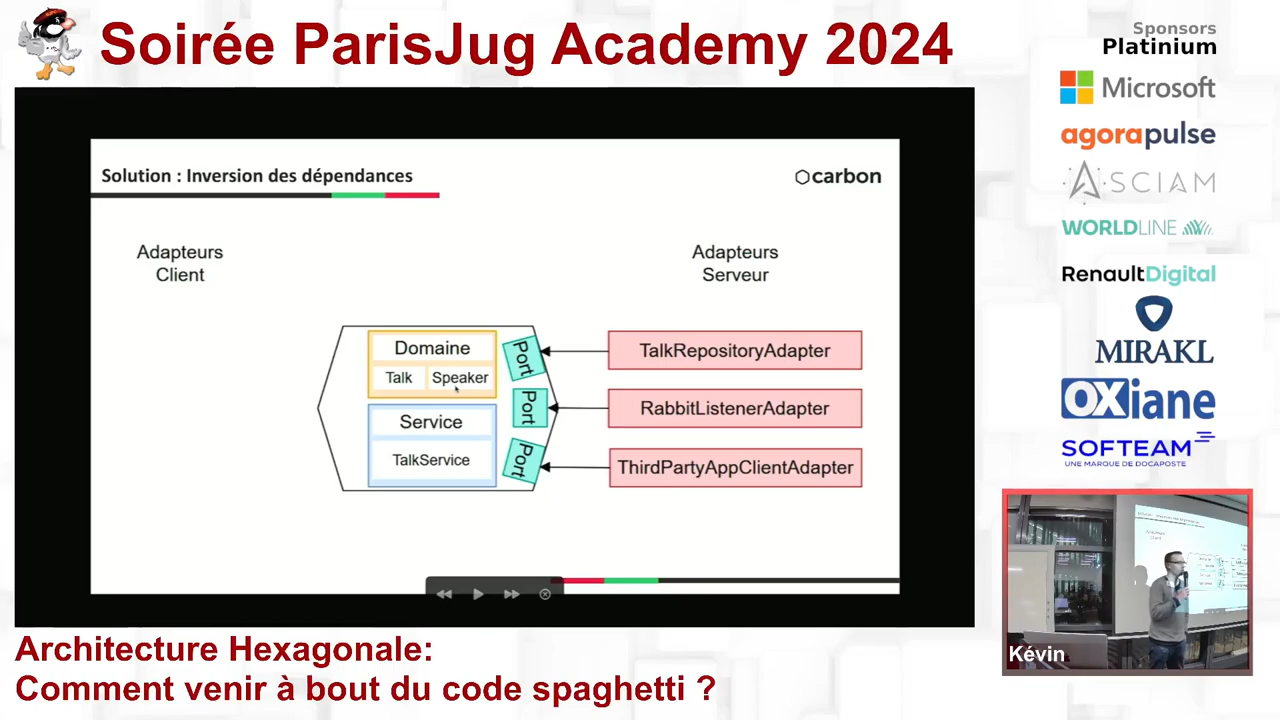 Soirée ParisJug Academy 2024
Sponsors
Platinium
Microsoft
agorapulse
ASCIAM
WORLDLINE
RenaultDigital
MIRAKL
OXiane
SOFTEAM
UNE MARQUE DE DOCAPOSTE
Solution : Inversion des dépendances
carbon
Adapteurs
Client
Adapteurs
Serveur
Domaine
Talk
Speaker
Service
TalkService
Port
Port
Port
TalkRepositoryAdapter
RabbitListenerAdapter
ThirdPartyAppClientAdapter
Kévin
Architecture Hexagonale:
Comment venir à bout du code spaghetti ?